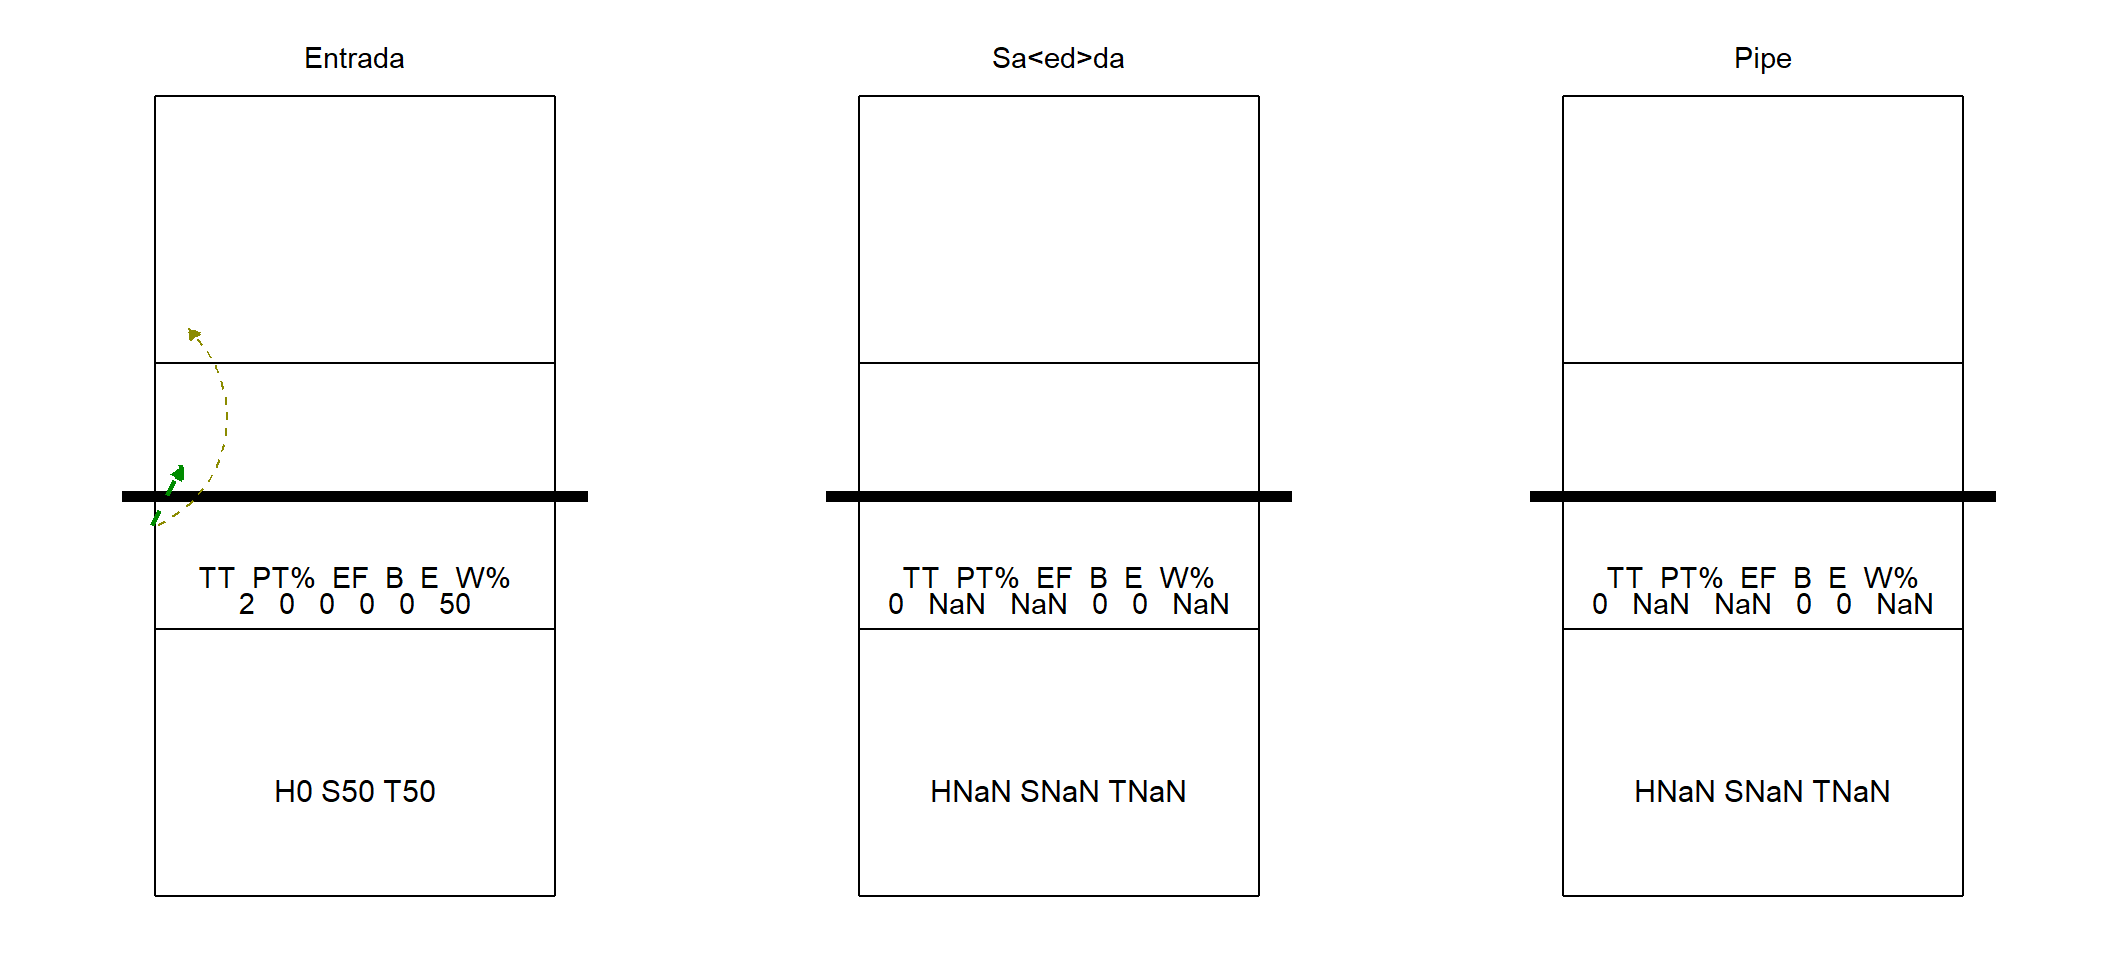 Entrada
TT PT% EF B E W%
2 0 0 0 0 50
H0 S50 T50
Sa<ed>da
TT PT% EF B E W%
0 NaN NaN 0 0 NaN
HNaN SNaN TNaN
Pipe
TT PT% EF B E W%
0 NaN NaN 0 0 NaN
HNaN SNaN TNaN